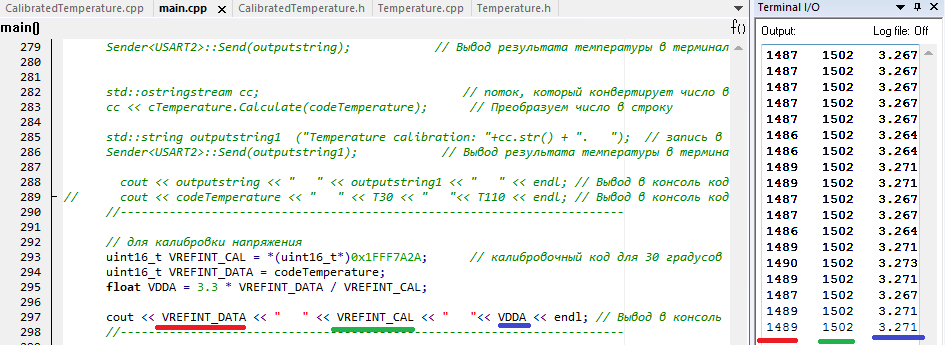 CalibratedTemperature.cpp main.cpp CalibratedTemperature.h Temperature.cpp Temperature.h
main() f()
279 Sender<USART2>::Send(outputstring); // Вывод результата температуры в терминал
280
281
282 std::ostringstream cc; // поток, который конвертирует число в
283 cc << cTemperature.Calculate(codeTemperature); // Преобразуем число в строку
284
285 std::string outputstring1 ("Temperature calibration: "+cc.str() + ". "); // запись в
286 Sender<USART2>::Send(outputstring1); // Вывод результата температуры в термина
287
288 cout << outputstring << " " << outputstring1 << " " << endl; // Вывод в консоль код
289 // cout << codeTemperature << " " << T30 << " "<< T110 << endl; // Вывод в консоль код
290 //------------------------------------------------------------------------
291
292 // для калибровки напряжения
293 uint16_t VREFINT_CAL = *(uint16_t*)0x1FFF7A2A; // калибровочный код для 30 градусов
294 uint16_t VREFINT_DATA = codeTemperature;
295 float VDDA = 3.3 * VREFINT_DATA / VREFINT_CAL;
296
297 cout << VREFINT_DATA << " " << VREFINT_CAL << " "<< VDDA << endl; // Вывод в консоль
298 //------------------------------------------------------------------------
Terminal I/O
Output: Log file: Off
1487 1502 3.267
1487 1502 3.267
1487 1502 3.267
1487 1502 3.267
1487 1502 3.267
1486 1502 3.264
1486 1502 3.264
1489 1502 3.271
1489 1502 3.271
1487 1502 3.267
1487 1502 3.267
1486 1502 3.264
1489 1502 3.271
1490 1502 3.273
1489 1502 3.271
1487 1502 3.267
1489 1502 3.271
1489 1502 3.271